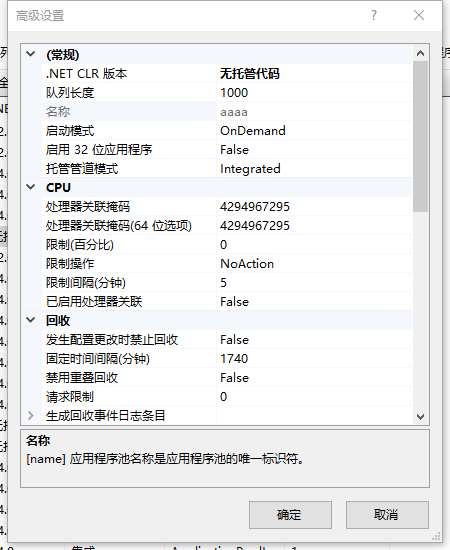 高级设置
(常规)
.NET CLR 版本 无托管代码
队列长度 1000
名称 aaaa
启动模式 OnDemand
启用 32 位应用程序 False
托管管道模式 Integrated
CPU
处理器关联掩码 4294967295
处理器关联掩码(64 位选项) 4294967295
限制(百分比) 0
限制操作 NoAction
限制间隔(分钟) 5
已启用处理器关联 False
回收
发生配置更改时禁止回收 False
固定时间间隔(分钟) 1740
禁用重叠回收 False
请求限制 0
生成回收事件日志条目
名称
[name] 应用程序池名称是应用程序池的唯一标识符。
确定 取消